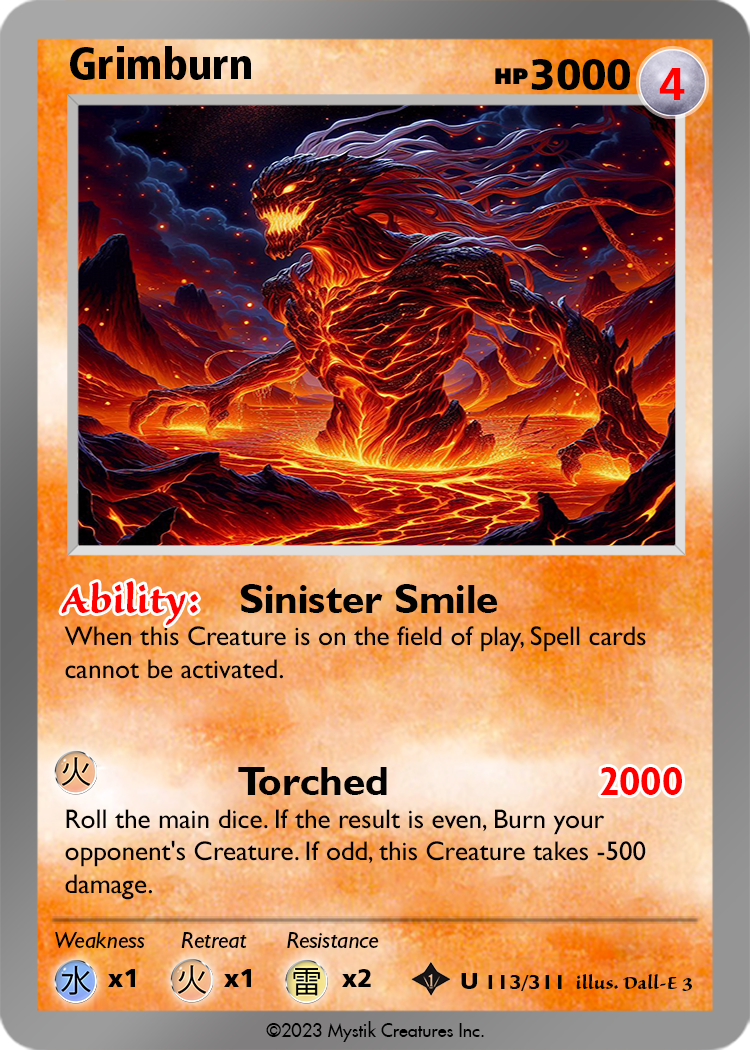 Grimburn
HP 3000 4
Ability: Sinister Smile
When this Creature is on the field of play, Spell cards
cannot be activated.
火 Torched 2000
Roll the main dice. If the result is even, Burn your
opponent's Creature. If odd, this Creature takes -500
damage.
Weakness Retreat Resistance
水 x1 火 x1 雷 x2 1 U 113/311 illus. Dall-E 3
©2023 Mystik Creatures Inc.